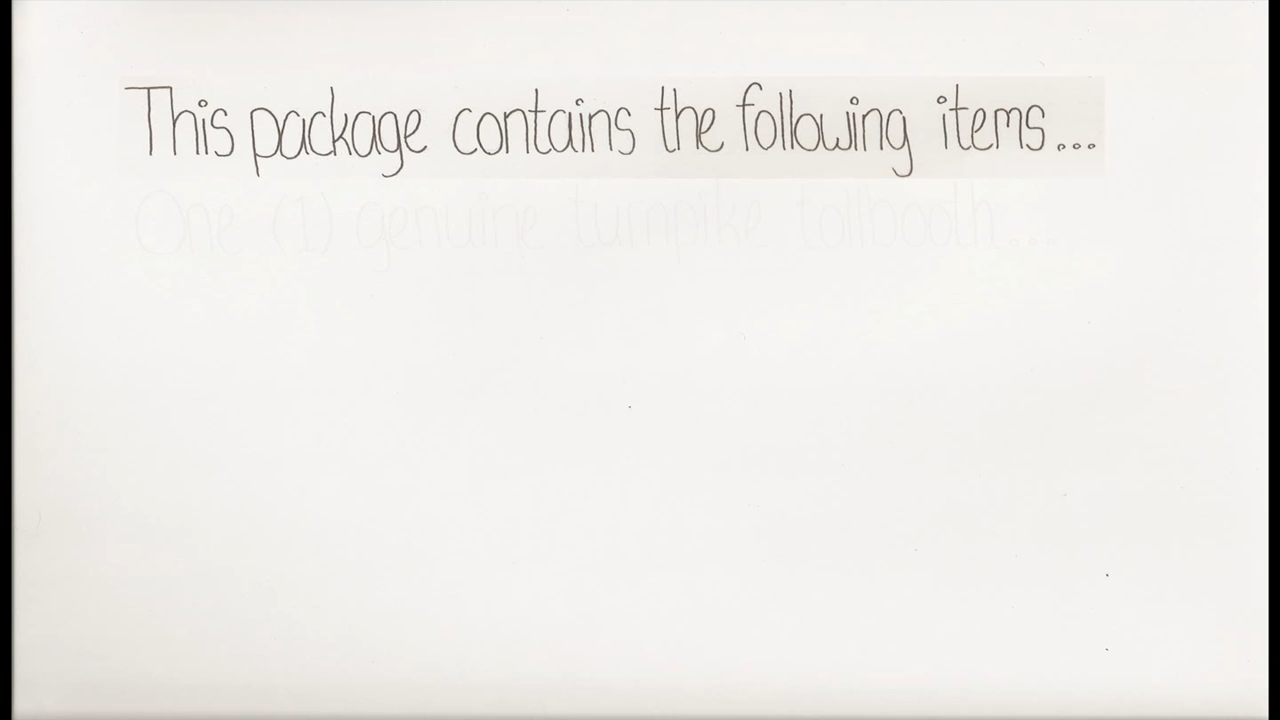 This package contains the following items...
One (1) genuine turnpike tollbooth...